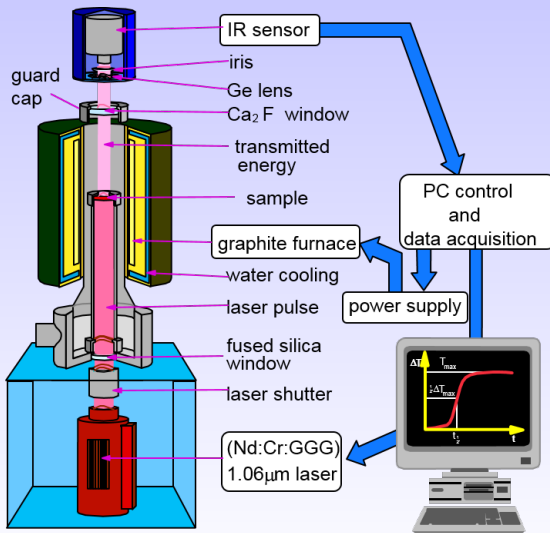 IR sensor
iris
guard
cap
Ge lens
Ca₂ F window
transmitted
energy
sample
PC control
and
data acquisition
graphite furnace
water cooling
power supply
laser pulse
fused silica
window
laser shutter
(Nd:Cr:GGG)
1.06µm laser
ΔT
Tmax
½ΔTmax
t½
t